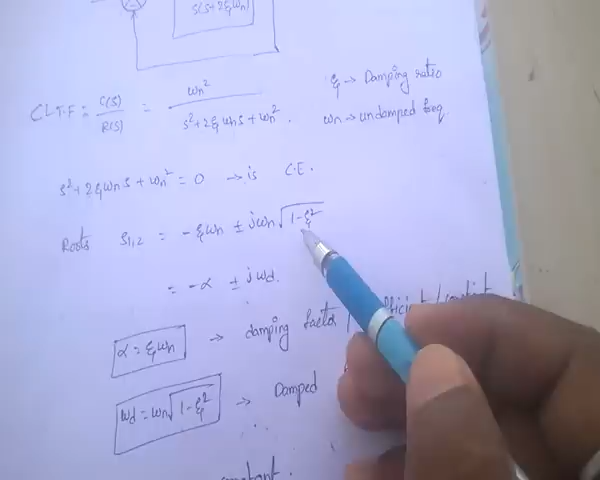 s(s+2ξωn)
CLTF = C(s)/R(s) = ωn²/(s²+2ξωns+ωn²).
ξ → Damping ratio
ωn → undamped freq
s²+2ξωns+ωn² = 0 → is C.E.
Roots s1,2 = -ξωn ± jωn√(1-ξ²)
= -α ± jωd.
α = ξωn → damping factor /
ωd = ωn√(1-ξ²) → Damped